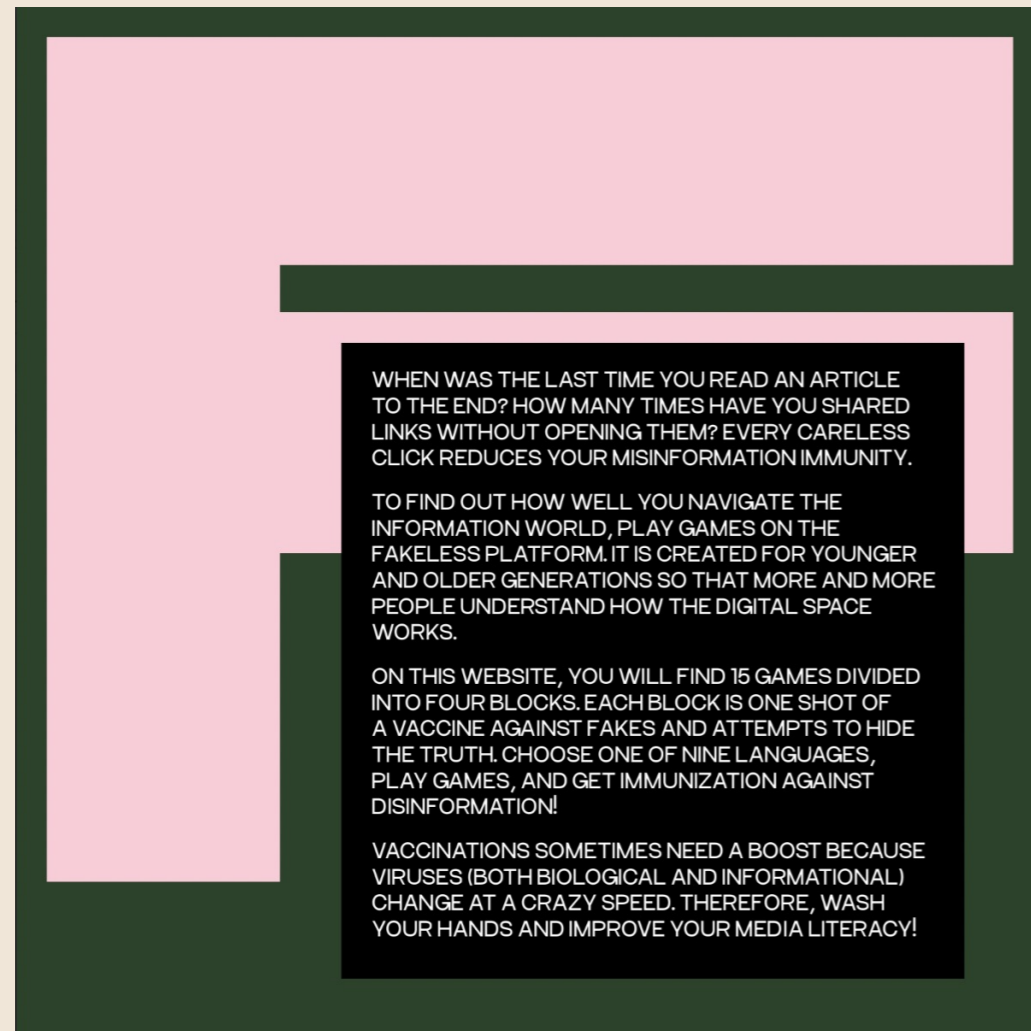 WHEN WAS THE LAST TIME YOU READ AN ARTICLE
TO THE END? HOW MANY TIMES HAVE YOU SHARED
LINKS WITHOUT OPENING THEM? EVERY CARELESS
CLICK REDUCES YOUR MISINFORMATION IMMUNITY.
TO FIND OUT HOW WELL YOU NAVIGATE THE
INFORMATION WORLD, PLAY GAMES ON THE
FAKELESS PLATFORM. IT IS CREATED FOR YOUNGER
AND OLDER GENERATIONS SO THAT MORE AND MORE
PEOPLE UNDERSTAND HOW THE DIGITAL SPACE
WORKS.
ON THIS WEBSITE, YOU WILL FIND 15 GAMES DIVIDED
INTO FOUR BLOCKS. EACH BLOCK IS ONE SHOT OF
A VACCINE AGAINST FAKES AND ATTEMPTS TO HIDE
THE TRUTH. CHOOSE ONE OF NINE LANGUAGES,
PLAY GAMES, AND GET IMMUNIZATION AGAINST
DISINFORMATION!
VACCINATIONS SOMETIMES NEED A BOOST BECAUSE
VIRUSES (BOTH BIOLOGICAL AND INFORMATIONAL)
CHANGE AT A CRAZY SPEED. THEREFORE, WASH
YOUR HANDS AND IMPROVE YOUR MEDIA LITERACY!